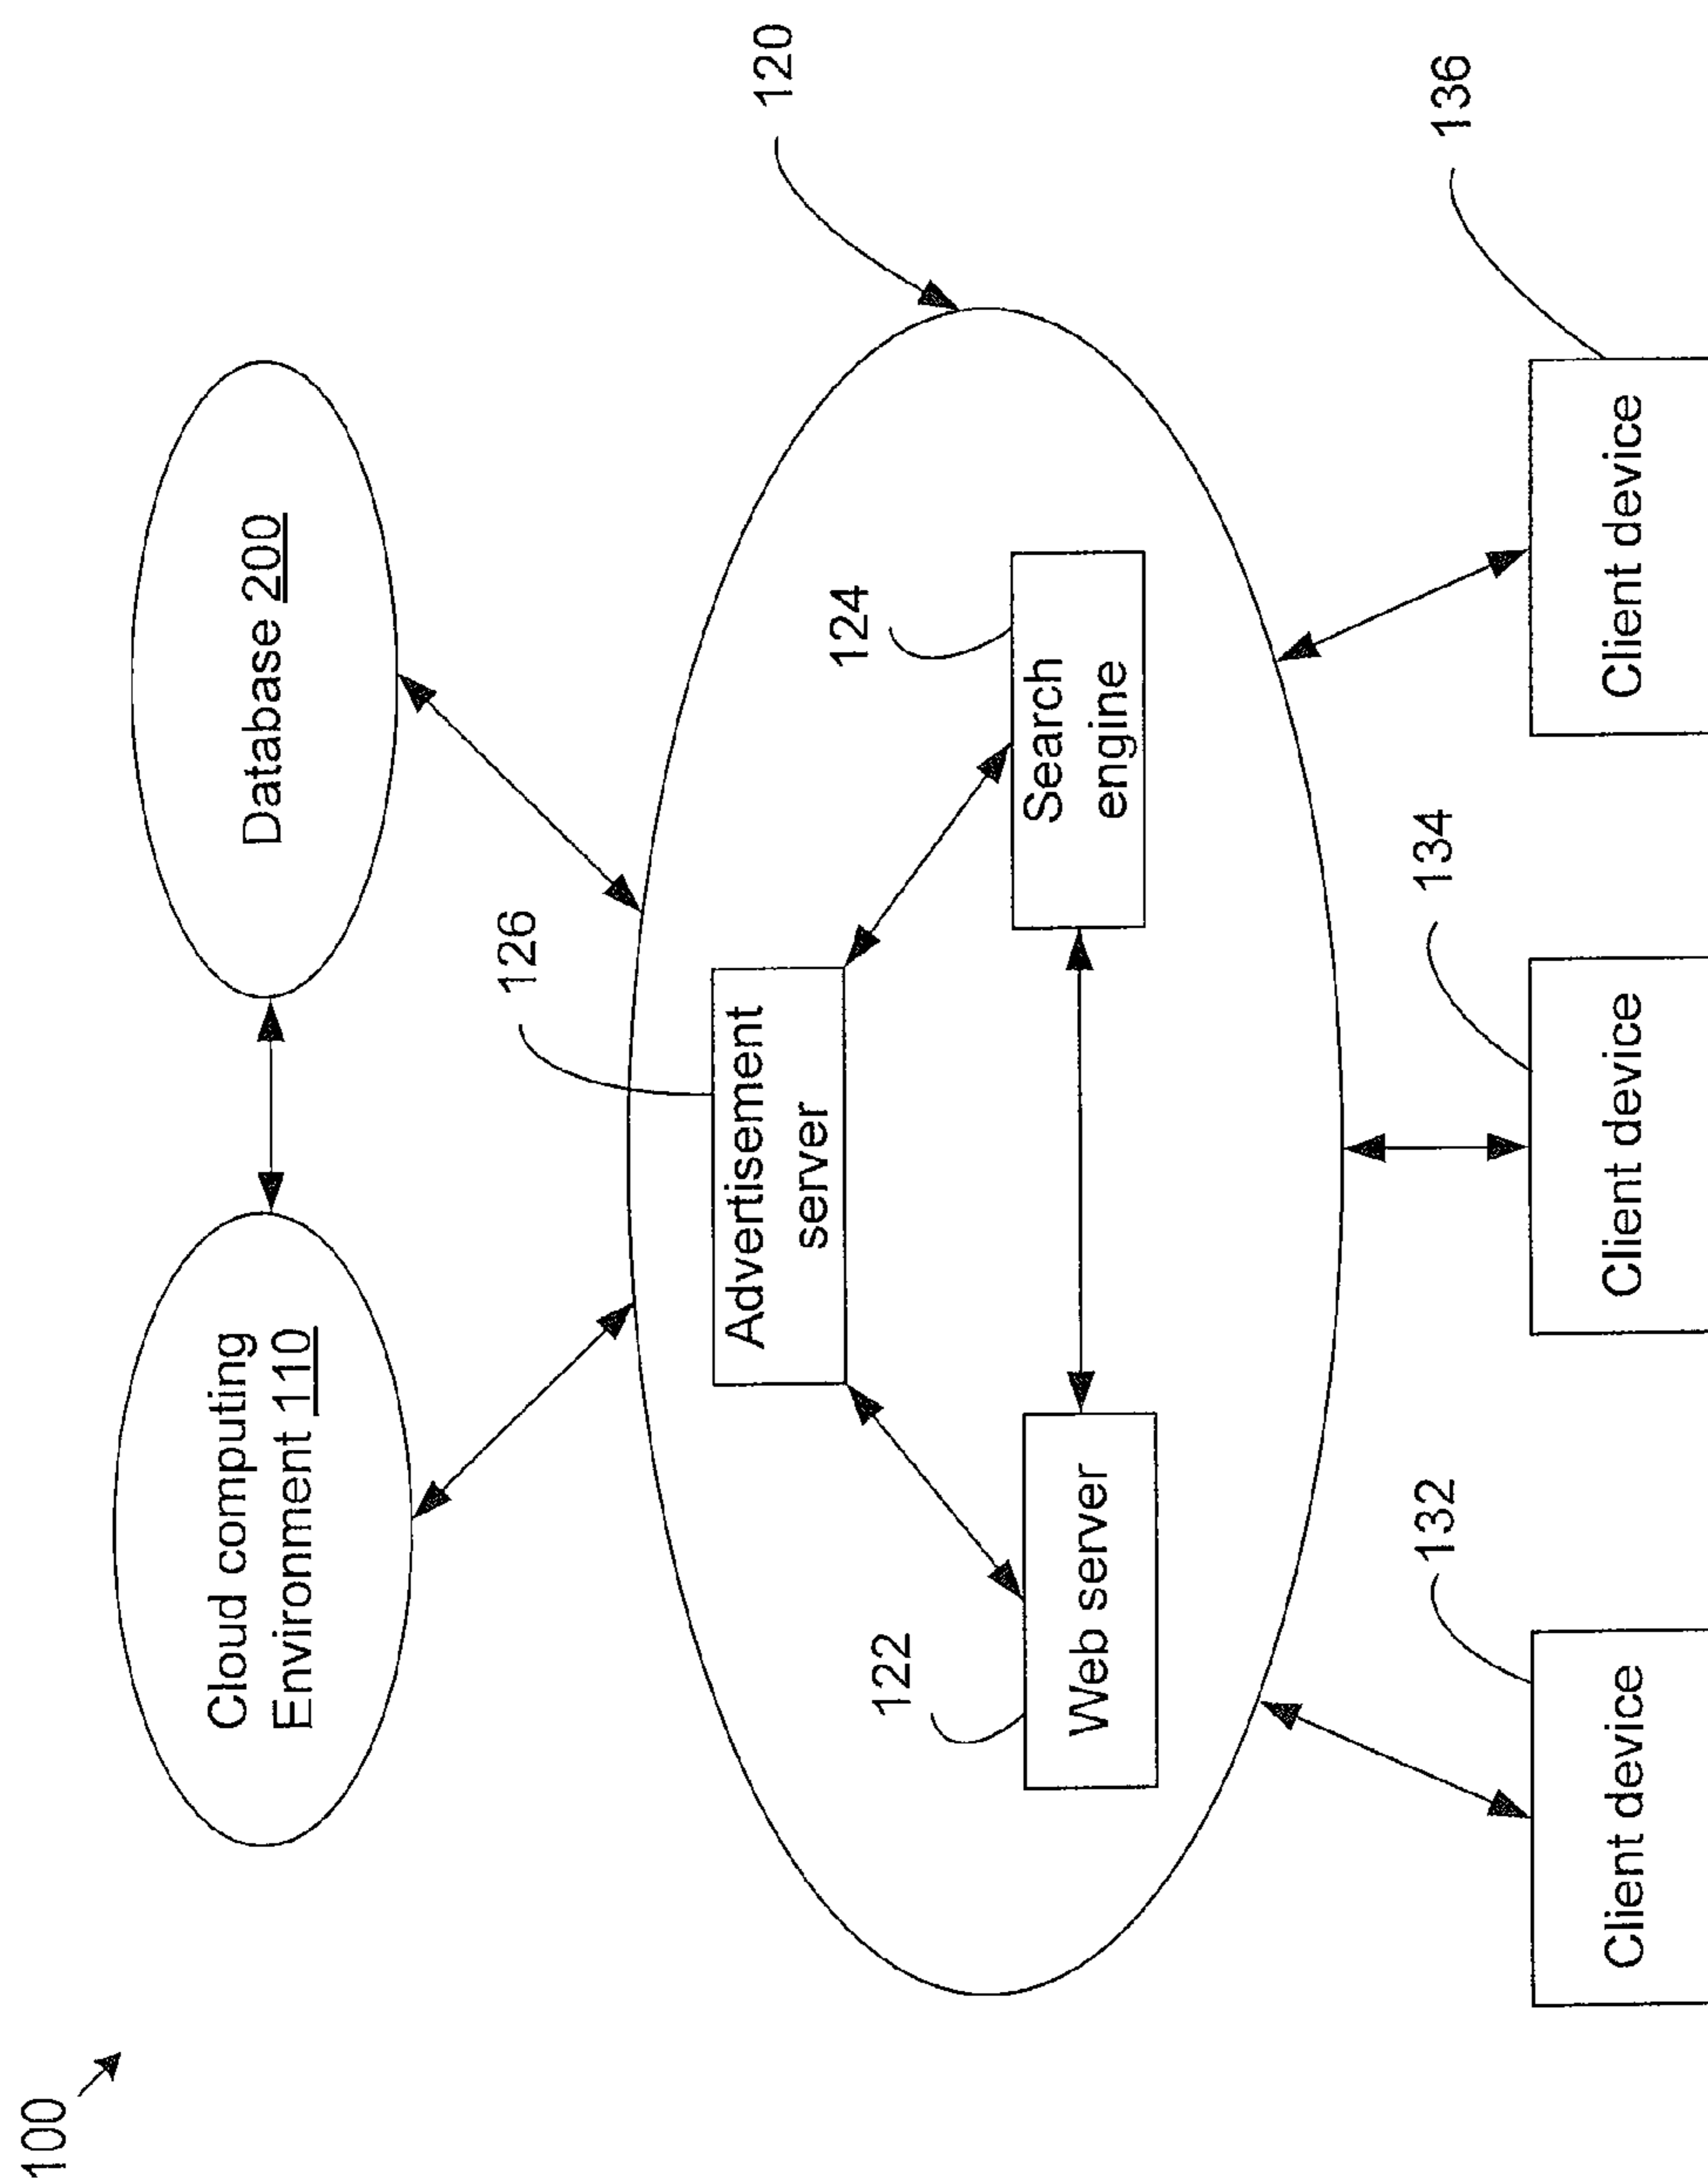 100
Cloud computing
Environment 110
Database 200
126
120
Advertisement
server
122
124
Web server
Search
engine
132
134
136
Client device
Client device
Client device